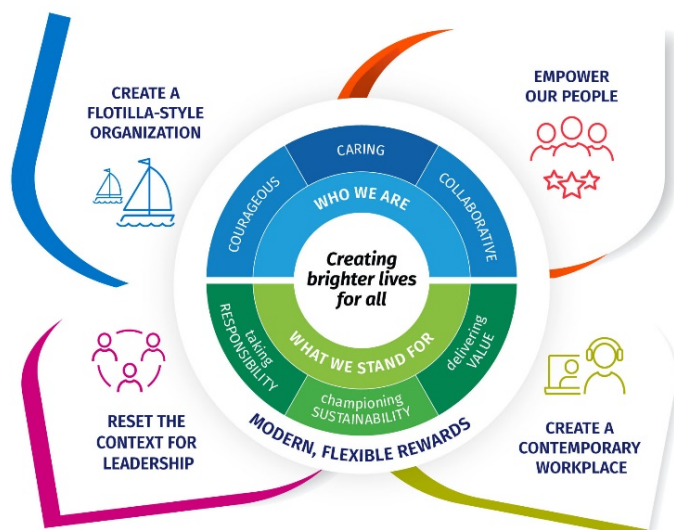 CREATE A
FLOTILLA-STYLE
ORGANIZATION
EMPOWER
OUR PEOPLE
COURAGEOUS
CARING
COLLABORATIVE
WHO WE ARE
Creating
brighter lives
for all
WHAT WE STAND FOR
taking
RESPONSIBILITY
championing
SUSTAINABILITY
delivering
VALUE
MODERN, FLEXIBLE REWARDS
RESET THE
CONTEXT FOR
LEADERSHIP
CREATE A
CONTEMPORARY
WORKPLACE